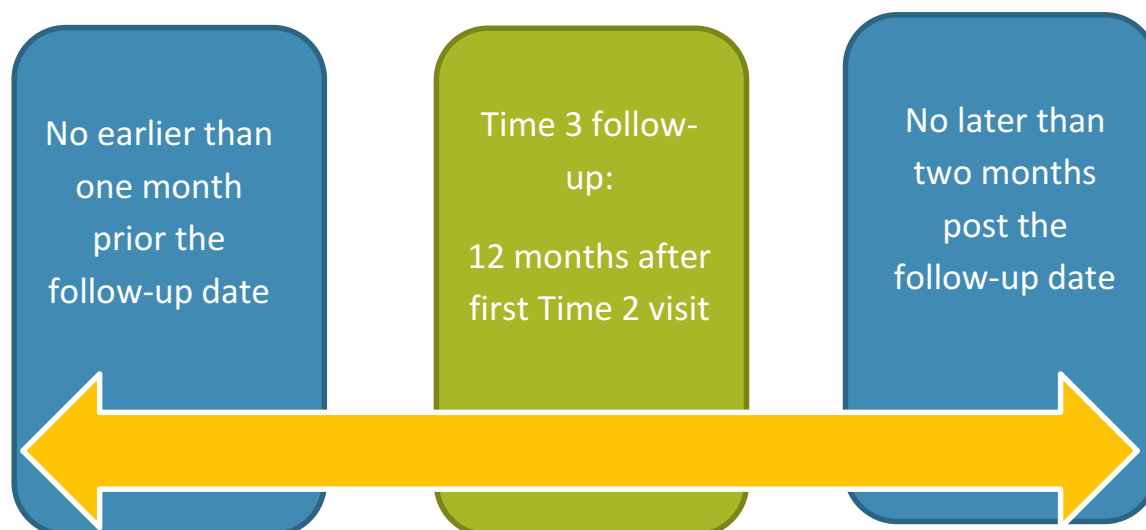 No earlier than
one month
prior the
follow-up date
Time 3 follow-
up:
12 months after
first Time 2 visit
No later than
two months
post the
follow-up date